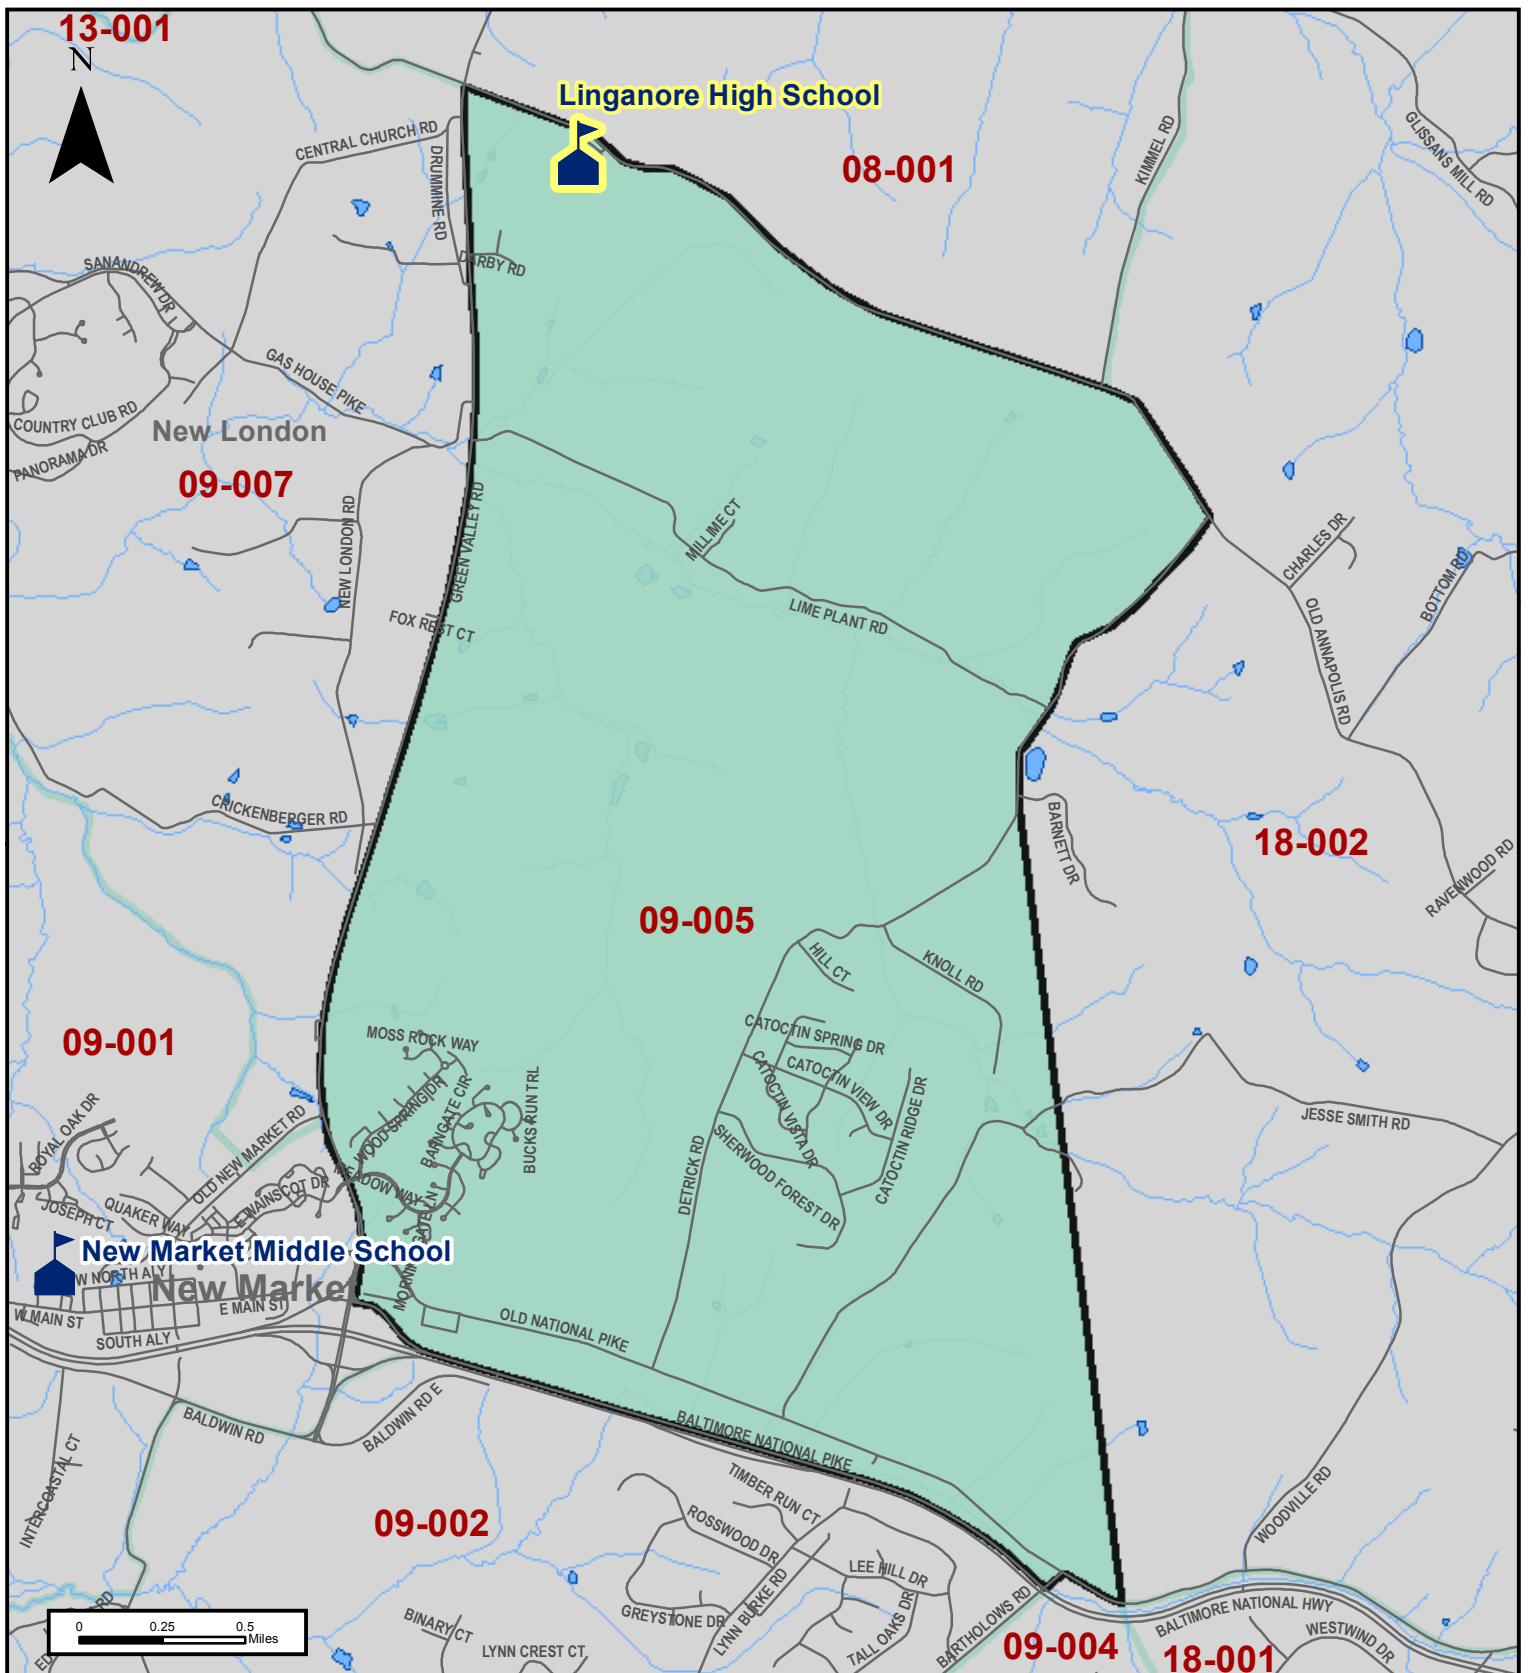 13-001
N
Linganore High School
CENTRAL CHURCH RD
DRUMMINE RD
08-001
KIMMEL RD
GLISSANS MILL RD
DARBY RD
SANANDREW DR
GAS HOUSE PIKE
COUNTRY CLUB RD
New London
PANORAMA DR
09-007
GREEN VALLEY RD
NEW LONDON RD
MILLIME CT
CHARLES DR
BOTTOM RD
FOX REST CT
LIME PLANT RD
OLD ANNAPOLIS RD
CRICKENBERGER RD
BARNETT DR
18-002
RAVENWOOD RD
09-005
HILL CT
KNOLL RD
09-001
MOSS ROCK WAY
CATOCTIN SPRING DR
CATOCTIN VIEW DR
CATOCTIN VISTA DR
CATOCTIN RIDGE DR
WOOD SPRING DR
BARNGATE CIR
BUCKS RUN TRL
ROYAL OAK DR
OLD NEW MARKET RD
JESSE SMITH RD
SHERWOOD FOREST DR
DETRICK RD
E WAINSCOT DR
MEADOW WAY
JOSEPH CT
QUAKER WAY
New Market Middle School
W NORTH ALY
New Market
E MAIN ST
W MAIN ST
SOUTH ALY
OLD NATIONAL PIKE
BALDWIN RD
BALDWIN RD E
BALTIMORE NATIONAL PIKE
INTERCOASTAL CT
09-002
TIMBER RUN CT
ROSSWOOD DR
LEE HILL DR
WOODVILLE RD
GREYSTONE DR
LYNN BURKE RD
TALL OAKS DR
BARTHOLOWS RD
BALTIMORE NATIONAL HWY
BINARY CT
LYNN CREST CT
09-004
18-001
WESTWIND DR
0 0.25 0.5
Miles